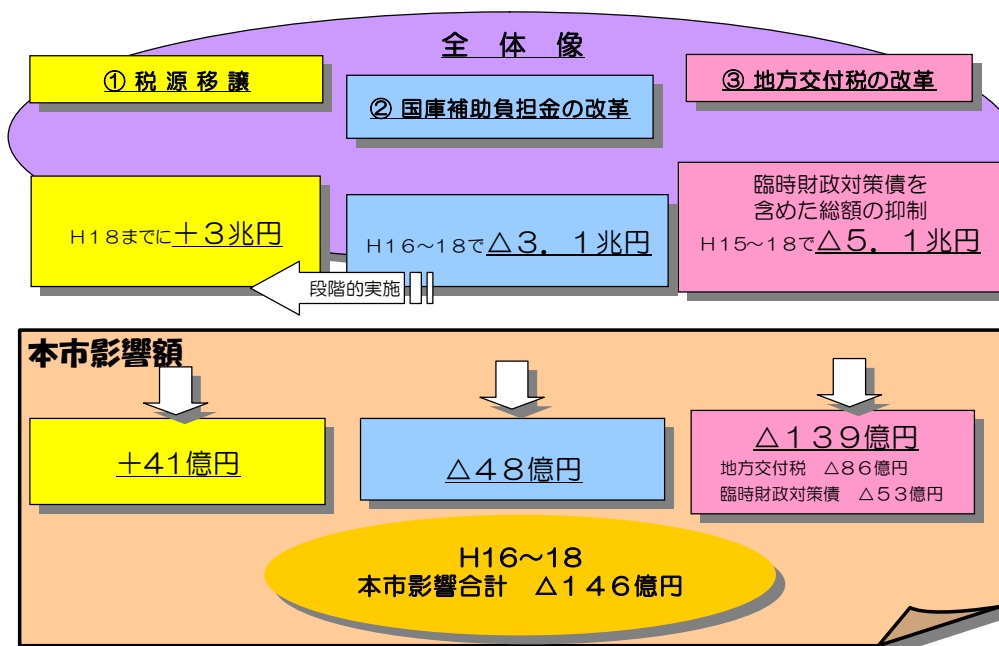 全　体　像
① 税 源 移 譲
② 国庫補助負担金の改革
③ 地方交付税の改革
Ｈ１８までに＋３兆円
Ｈ１６～１８で△３．１兆円
臨時財政対策債を
含めた総額の抑制
Ｈ１５～１８で△５．１兆円
段階的実施
本市影響額
＋41億円
△４８億円
△１３９億円
地方交付税　△８６億円
臨時財政対策債　△５３億円
H16～18
本市影響合計　△１４６億円